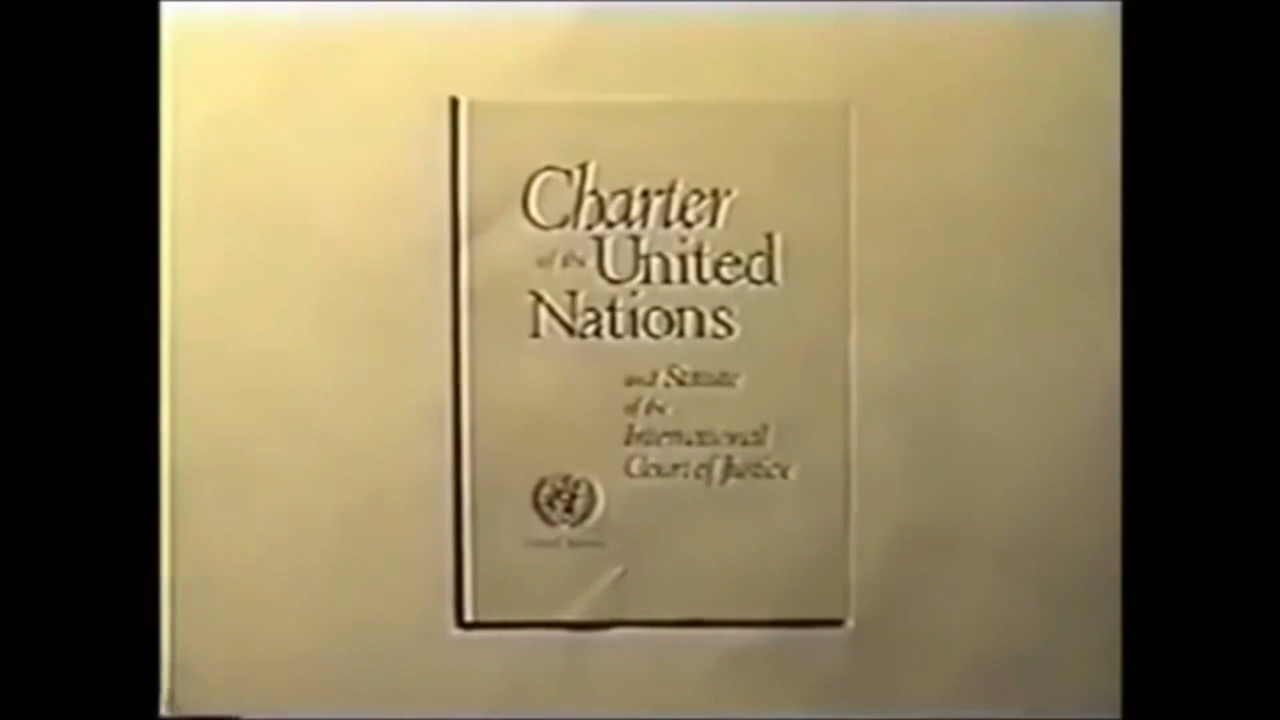 Charter
of the United
Nations
and Statute
of the
International
Court of Justice